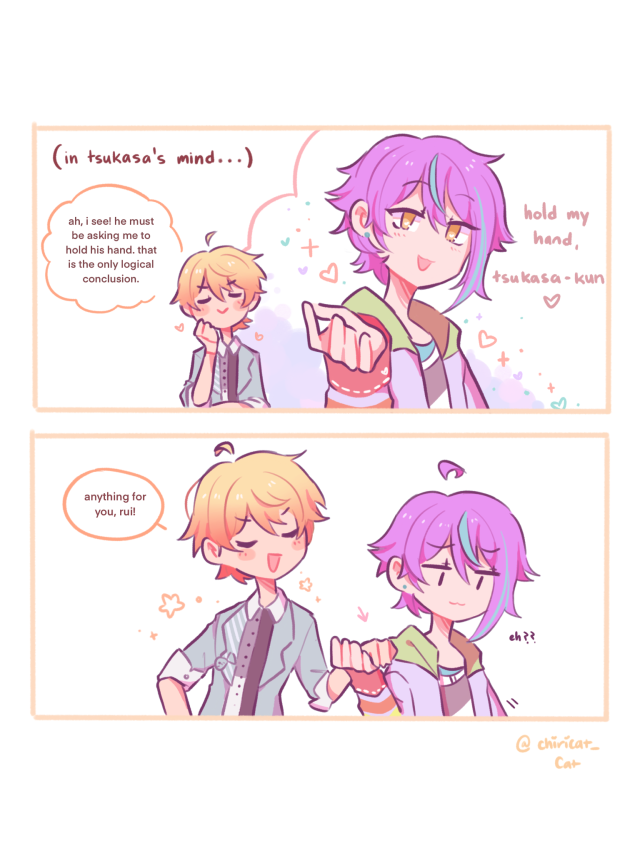 (in tsukasa's mind...)
ah, i see! he must
be asking me to
hold his hand. that
is the only logical
conclusion.
hold my
hand,
tsukasa-kun
♡
anything for
you, rui!
eh??
@ chiricat_
Cat